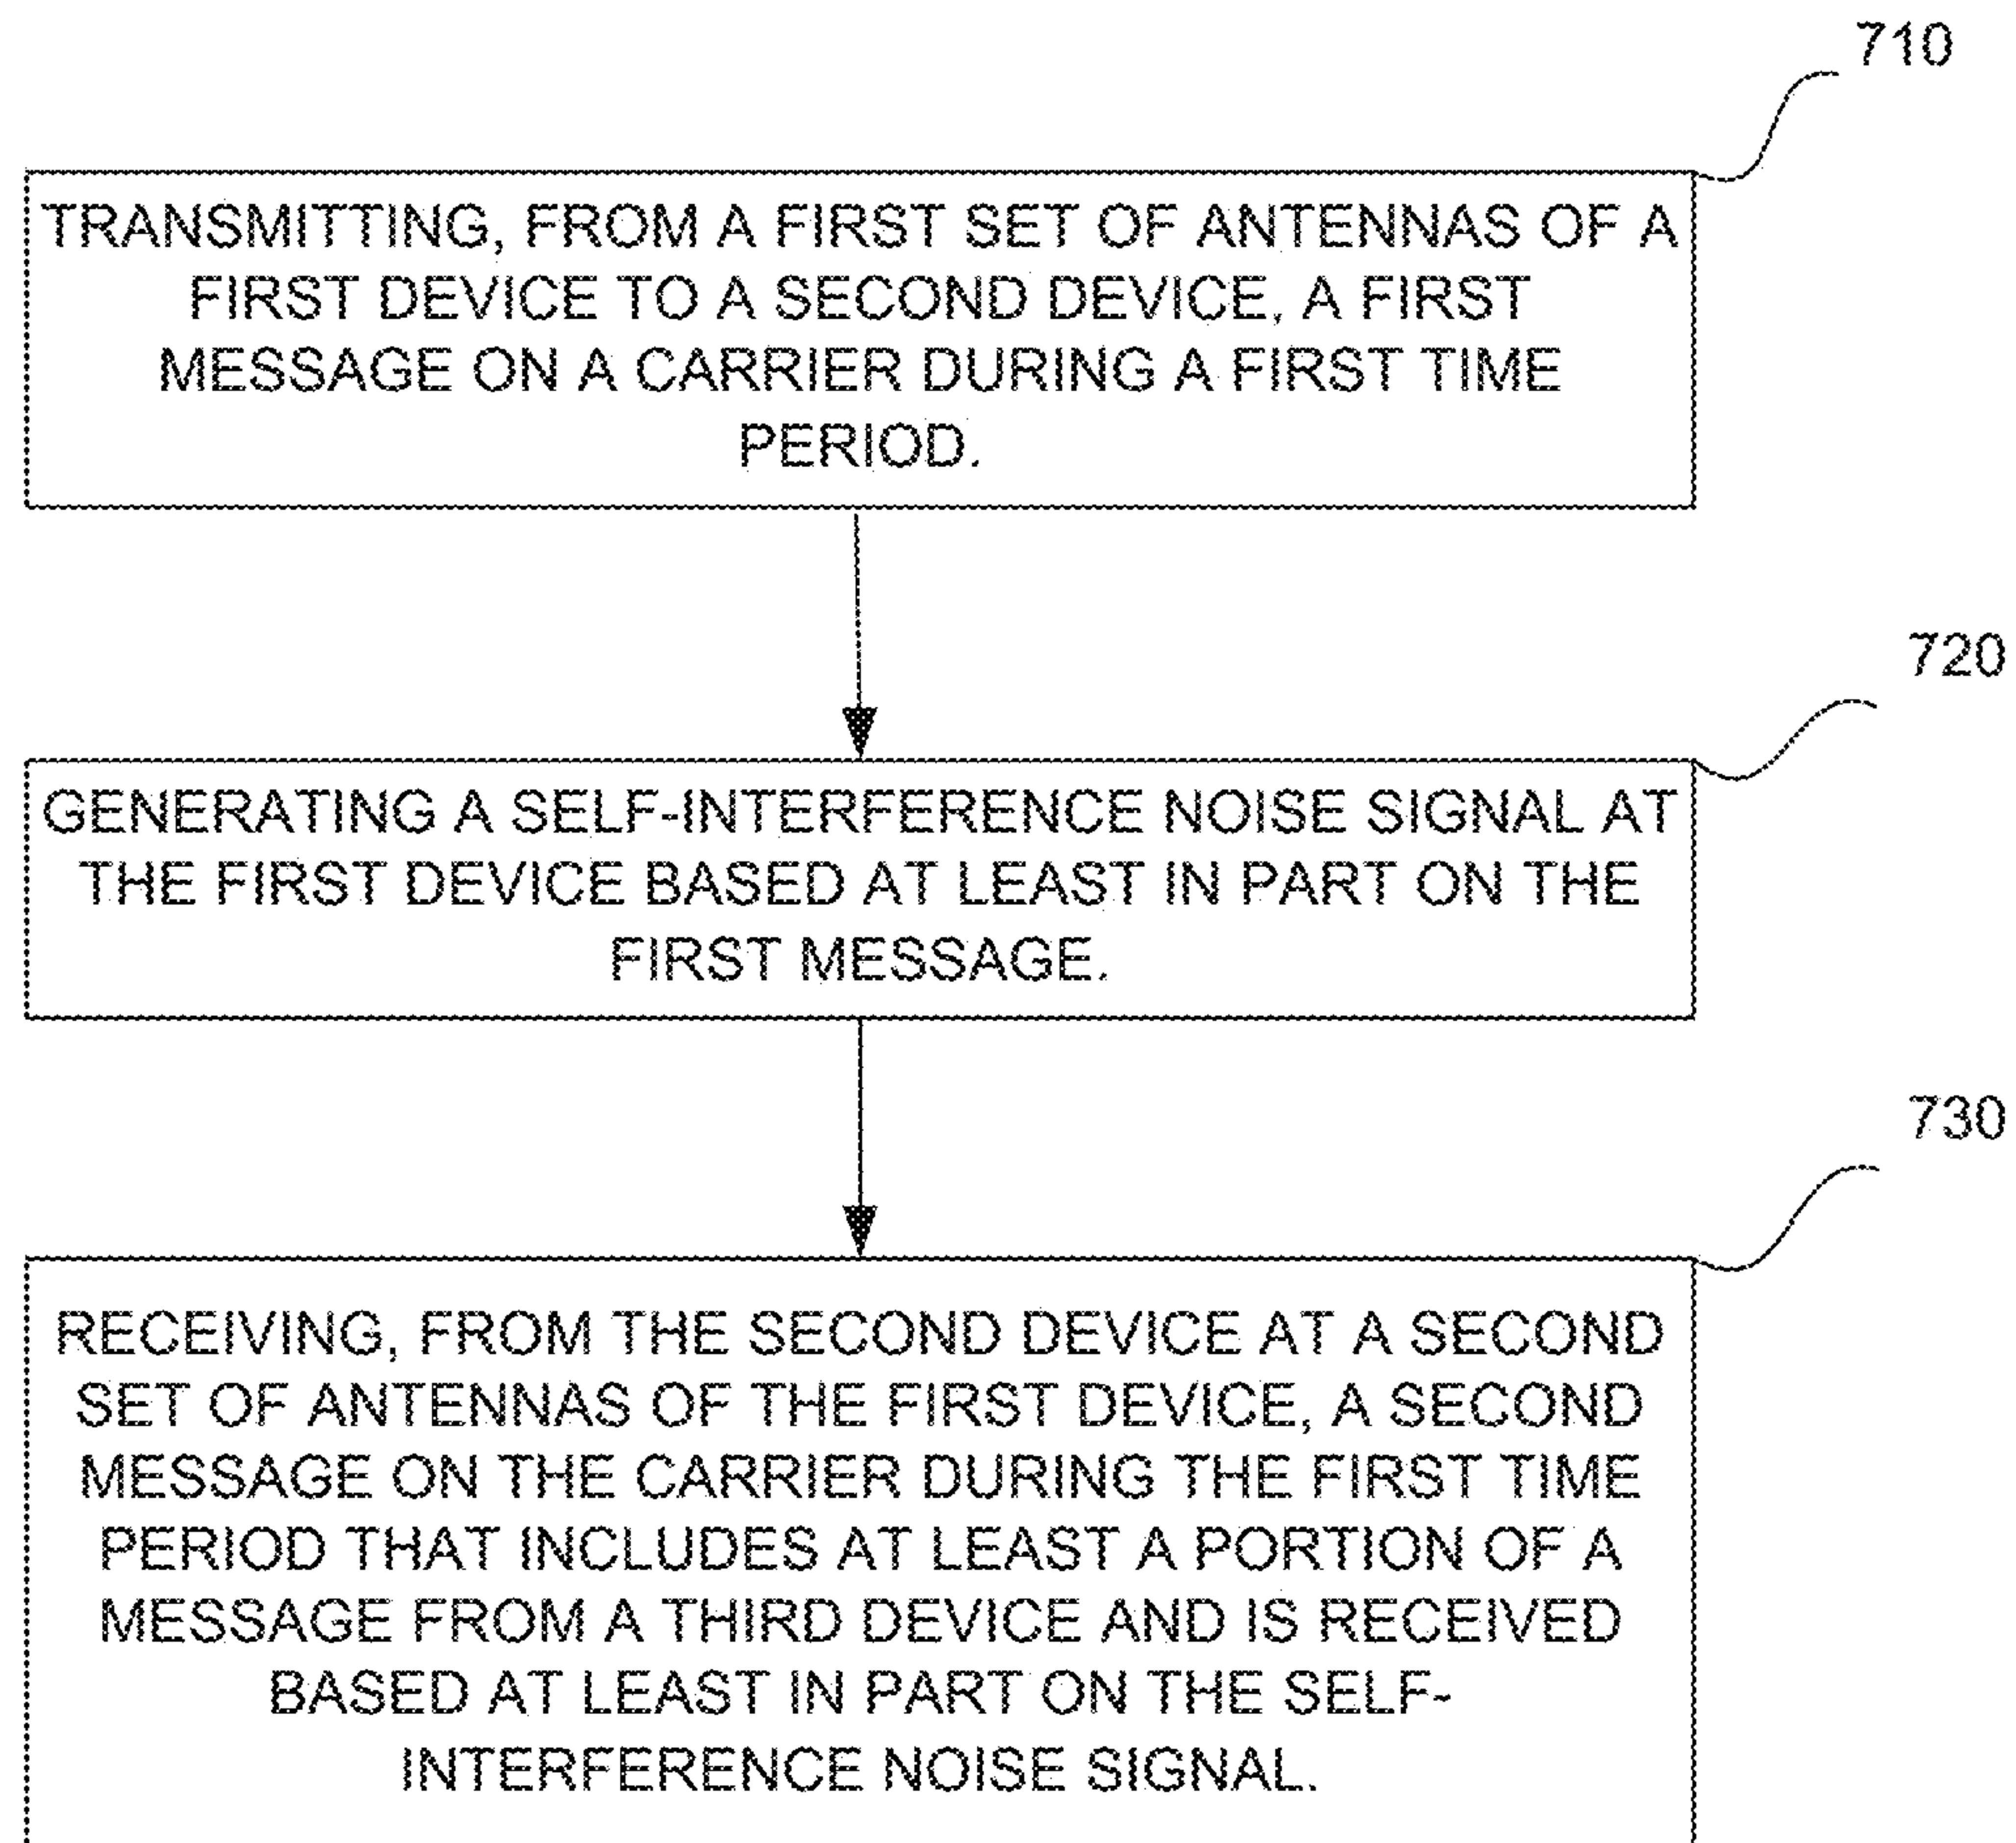 710
TRANSMITTING, FROM A FIRST SET OF ANTENNAS OF A
FIRST DEVICE TO A SECOND DEVICE, A FIRST
MESSAGE ON A CARRIER DURING A FIRST TIME
PERIOD.
720
GENERATING A SELF-INTERFERENCE NOISE SIGNAL AT
THE FIRST DEVICE BASED AT LEAST IN PART ON THE
FIRST MESSAGE.
730
RECEIVING, FROM THE SECOND DEVICE AT A SECOND
SET OF ANTENNAS OF THE FIRST DEVICE, A SECOND
MESSAGE ON THE CARRIER DURING THE FIRST TIME
PERIOD THAT INCLUDES AT LEAST A PORTION OF A
MESSAGE FROM A THIRD DEVICE AND IS RECEIVED
BASED AT LEAST IN PART ON THE SELF-
INTERFERENCE NOISE SIGNAL.